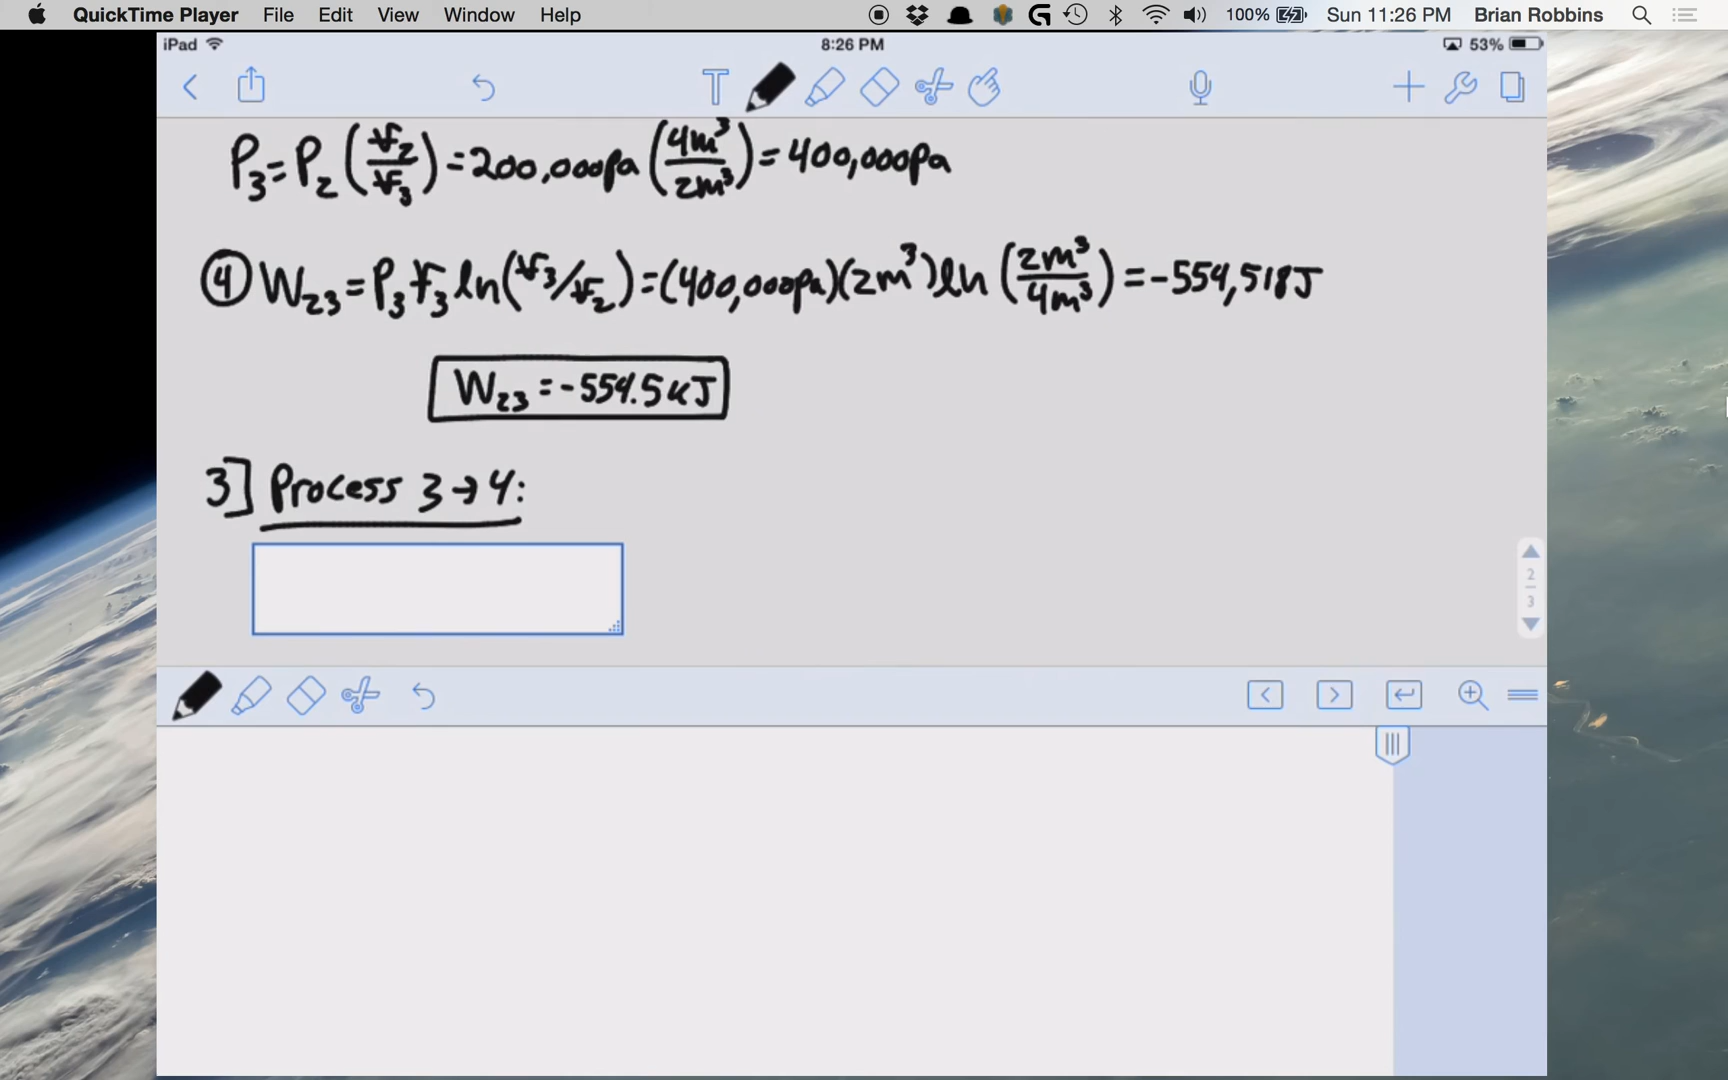 QuickTime Player File Edit View Window Help 100% Sun 11:26 PM Brian Robbins
iPad 8:26 PM 53%
T
P₃ = P₂ (V₂/V₃) = 200,000pa (4m³/2m³) = 400,000pa
④ W₂₃ = P₃V₃ ln(V₃/V₂) = (400,000pa)(2m³) ln (2m³/4m³) = -554,518J
W₂₃ = -554.5kJ
3] Process 3→4:
2
3